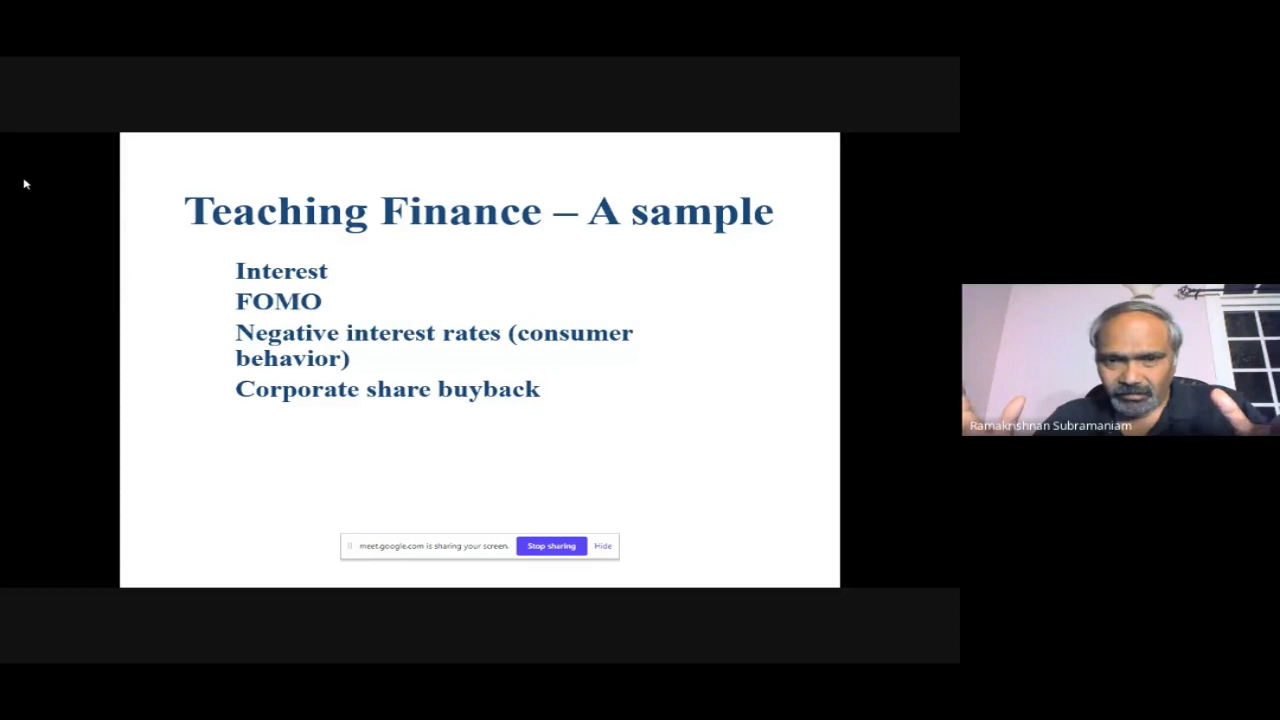 Teaching Finance – A sample
Interest
FOMO
Negative interest rates (consumer
behavior)
Corporate share buyback
meet.google.com is sharing your screen. Stop sharing Hide
Ramakrishnan Subramaniam